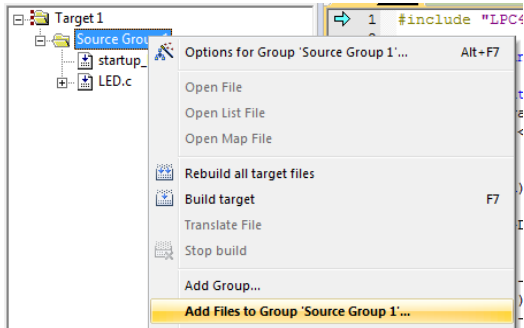 Target 1
Source Group 1
startup_
LED.c
1 #include "LPC4
Options for Group 'Source Group 1'... Alt+F7
Open File
Open List File
Open Map File
Rebuild all target files
Build target F7
Translate File
Stop build
Add Group...
Add Files to Group 'Source Group 1'...